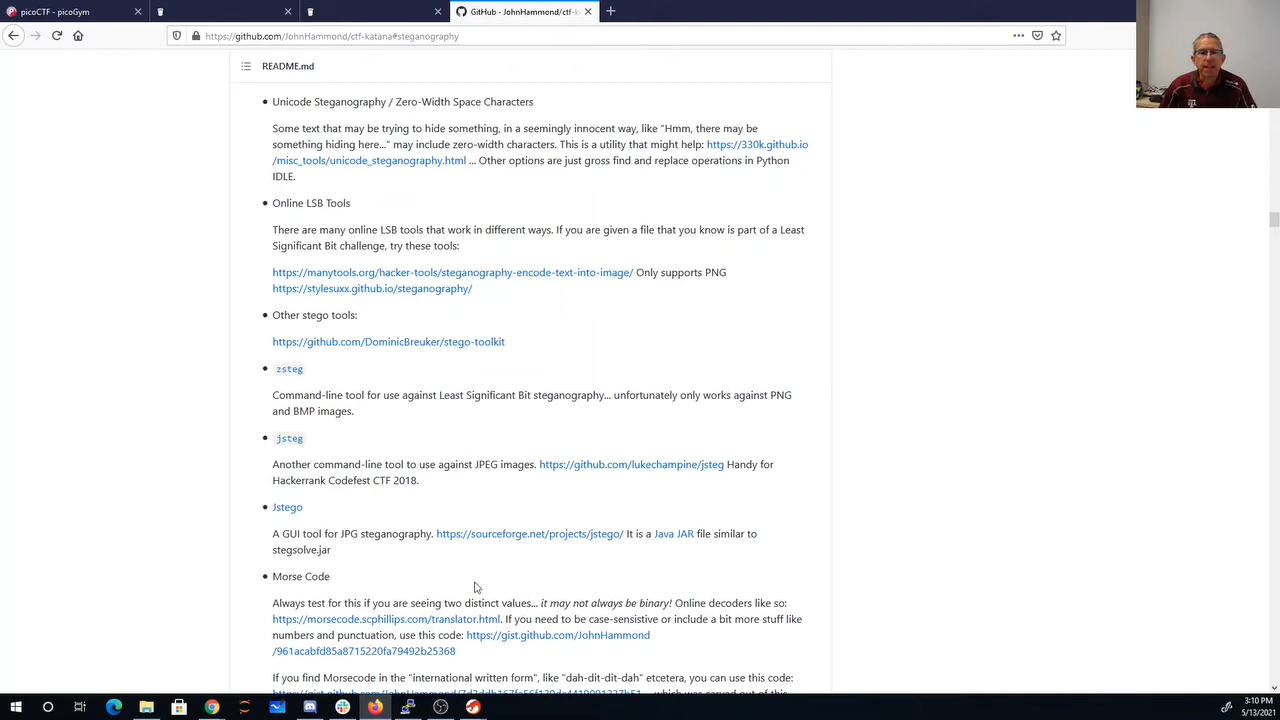 picoCTF - picoGym
GitHub - JohnHammond/ctf-k
https://github.com/JohnHammond/ctf-katana#steganography
README.md
Unicode Steganography / Zero-Width Space Characters
Some text that may be trying to hide something, in a seemingly innocent way, like "Hmm, there may be
something hiding here..." may include zero-width characters. This is a utility that might help: https://330k.github.io
/misc_tools/unicode_steganography.html ... Other options are just gross find and replace operations in Python
IDLE.
Online LSB Tools
There are many online LSB tools that work in different ways. If you are given a file that you know is part of a Least
Significant Bit challenge, try these tools:
https://manytools.org/hacker-tools/steganography-encode-text-into-image/ Only supports PNG
https://stylesuxx.github.io/steganography/
Other stego tools:
https://github.com/DominicBreuker/stego-toolkit
zsteg
Command-line tool for use against Least Significant Bit steganography... unfortunately only works against PNG
and BMP images.
jsteg
Another command-line tool to use against JPEG images. https://github.com/lukechampine/jsteg Handy for
Hackerrank Codefest CTF 2018.
Jstego
A GUI tool for JPG steganography. https://sourceforge.net/projects/jstego/ It is a Java JAR file similar to
stegsolve.jar
Morse Code
Always test for this if you are seeing two distinct values... it may not always be binary! Online decoders like so:
https://morsecode.scphillips.com/translator.html. If you need to be case-sensistive or include a bit more stuff like
numbers and punctuation, use this code: https://gist.github.com/JohnHammond
/961acabfd85a8715220fa79492b25368
If you find Morsecode in the "international written form", like "dah-dit-dit-dah" etcetera, you can use this code:
3:10 PM
5/13/2021